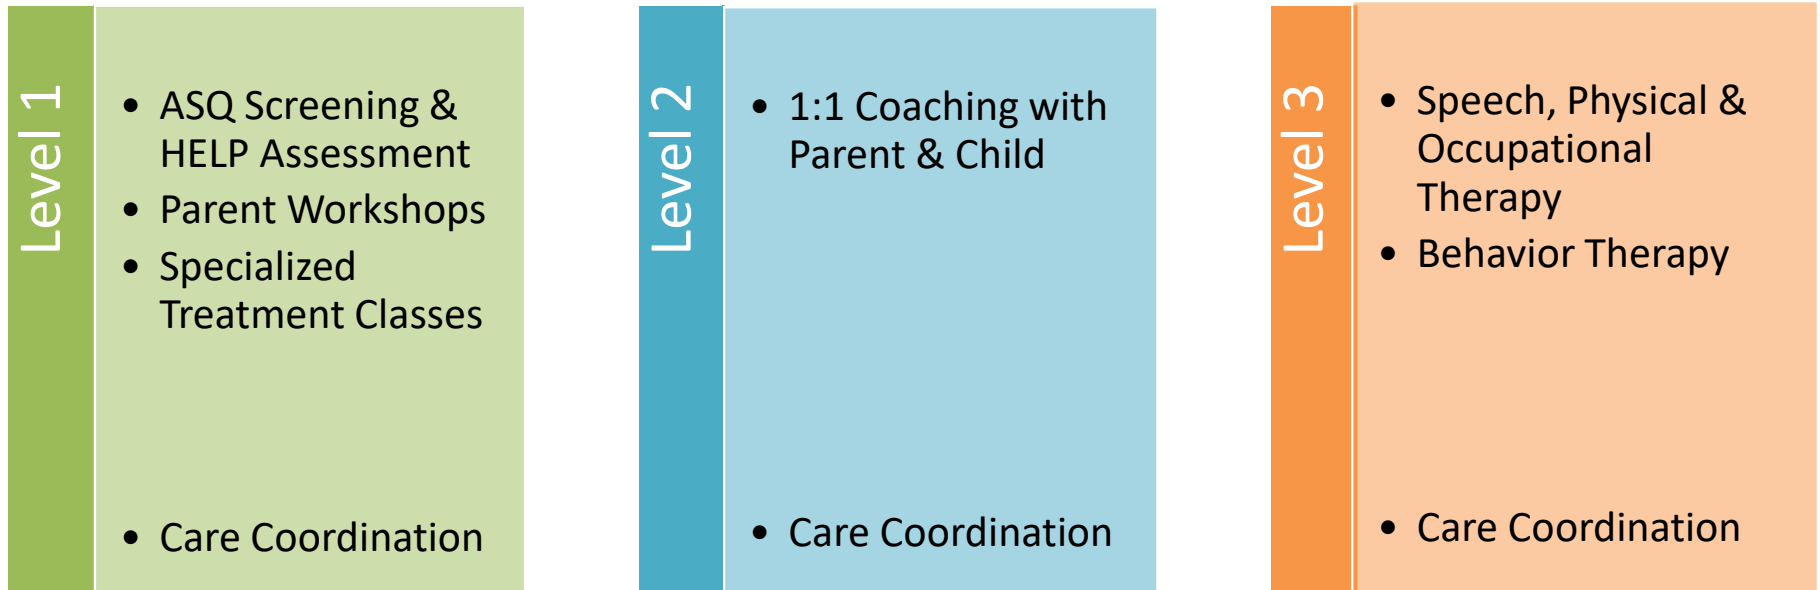 Level 1
• ASQ Screening &
HELP Assessment
• Parent Workshops
• Specialized
Treatment Classes
• Care Coordination
Level 2
• 1:1 Coaching with
Parent & Child
• Care Coordination
Level 3
• Speech, Physical &
Occupational
Therapy
• Behavior Therapy
• Care Coordination